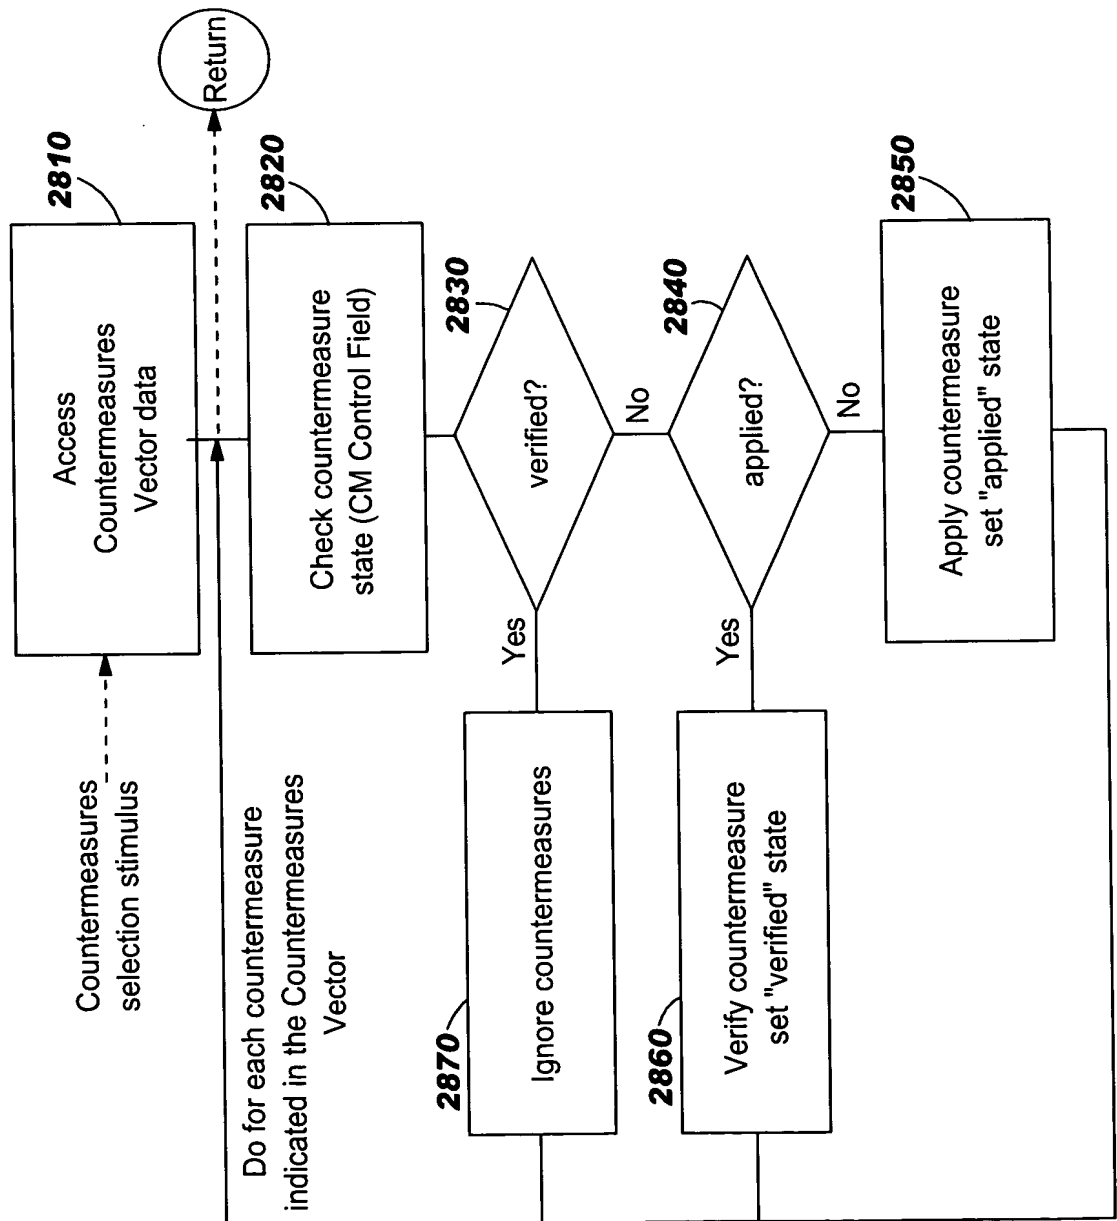 Countermeasures
selection stimulus
Access
Countermeasures
Vector data
2810
Return
Do for each countermeasure
indicated in the Countermeasures
Vector
Check countermeasure
state (CM Control Field)
2820
2870
Ignore countermeasures
Yes
verified?
2830
No
2860
Verify countermeasure
set "verified" state
Yes
applied?
2840
No
Apply countermeasure
set "applied" state
2850